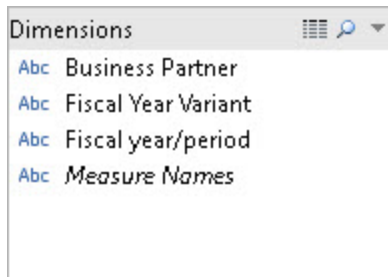 Dimensions
Abc Business Partner
Abc Fiscal Year Variant
Abc Fiscal year/period
Abc Measure Names